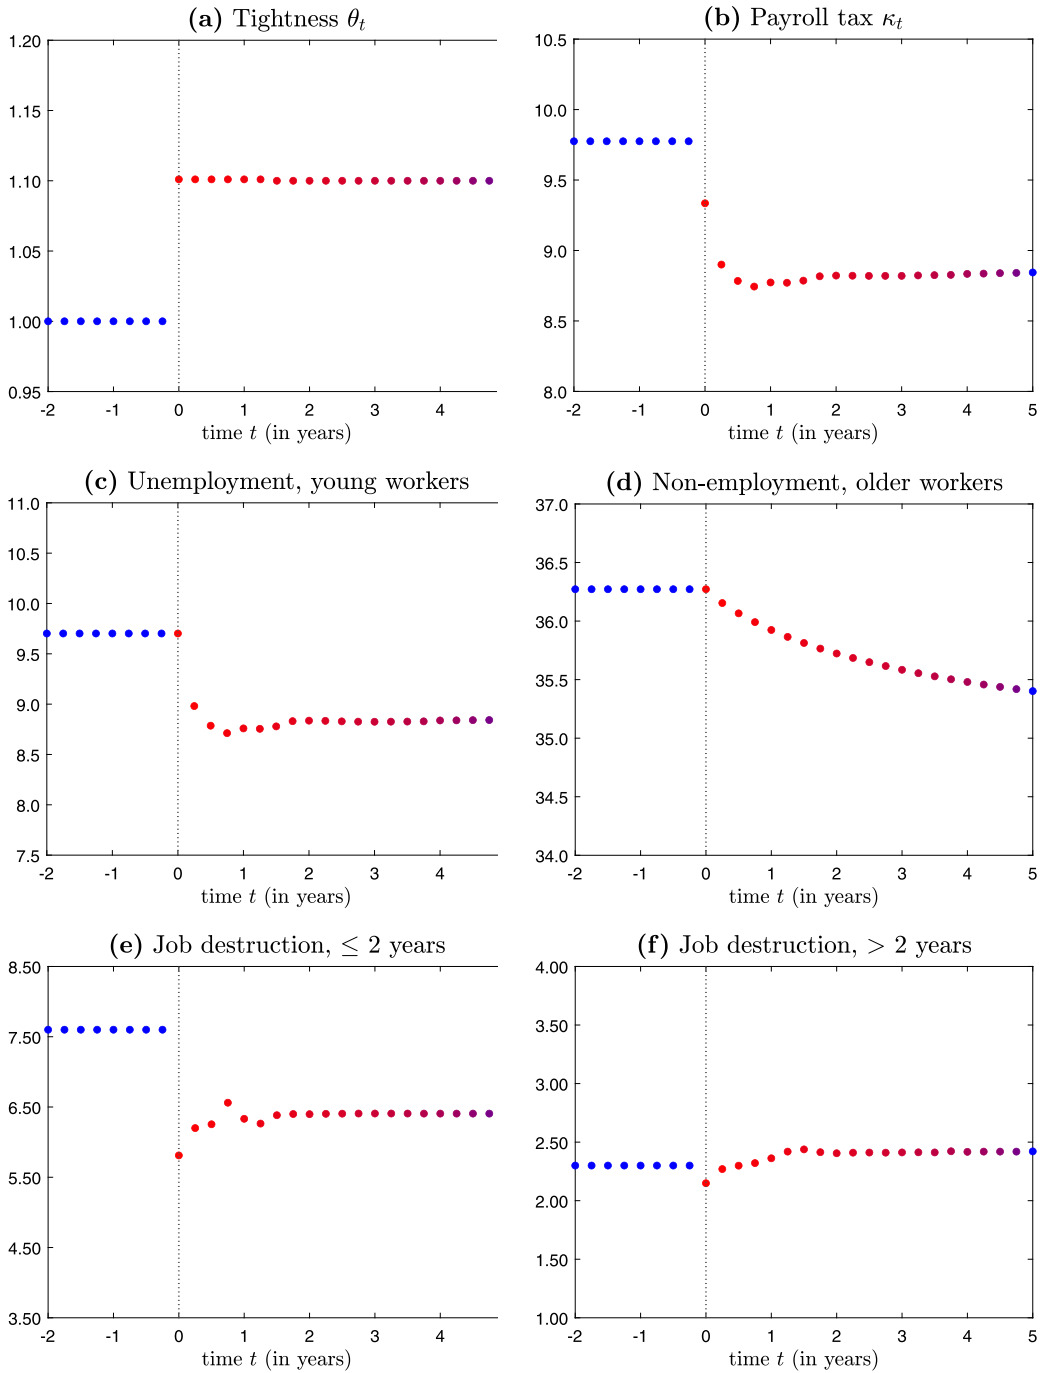 (a) Tightness θt
1.20
1.15
1.10
1.05
1.00
0.95
-2 -1 0 1 2 3 4
time t (in years)
(b) Payroll tax κt
10.5
10.0
9.5
9.0
8.5
8.0
-2 -1 0 1 2 3 4 5
time t (in years)
(c) Unemployment, young workers
11.0
10.5
10.0
9.5
9.0
8.5
8.0
7.5
-2 -1 0 1 2 3 4
time t (in years)
(d) Non-employment, older workers
37.0
36.5
36.0
35.5
35.0
34.5
34.0
-2 -1 0 1 2 3 4 5
time t (in years)
(e) Job destruction, ≤ 2 years
8.50
7.50
6.50
5.50
4.50
3.50
-2 -1 0 1 2 3 4
time t (in years)
(f) Job destruction, > 2 years
4.00
3.50
3.00
2.50
2.00
1.50
1.00
-2 -1 0 1 2 3 4 5
time t (in years)